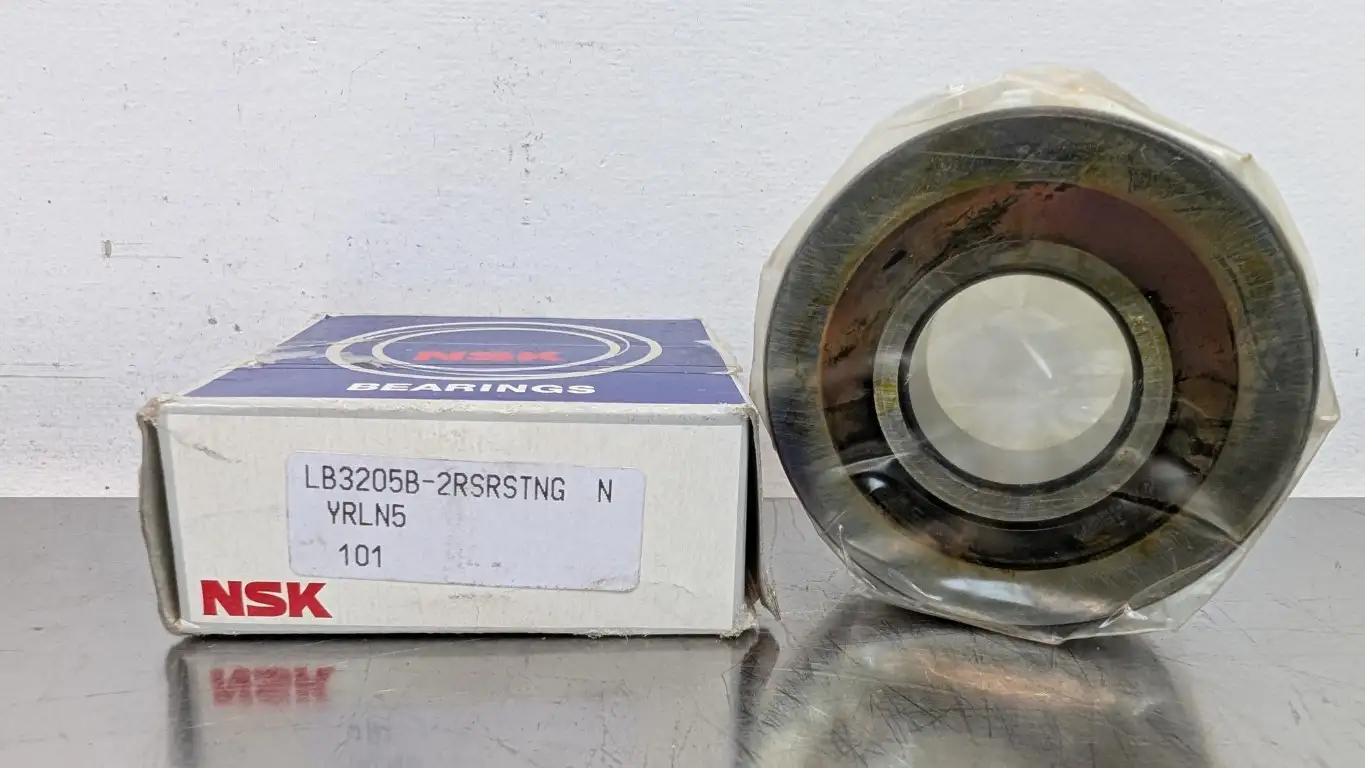 NSK
BEARINGS
LB3205B-2RSRSTNG N
YRLN5
101
NSK